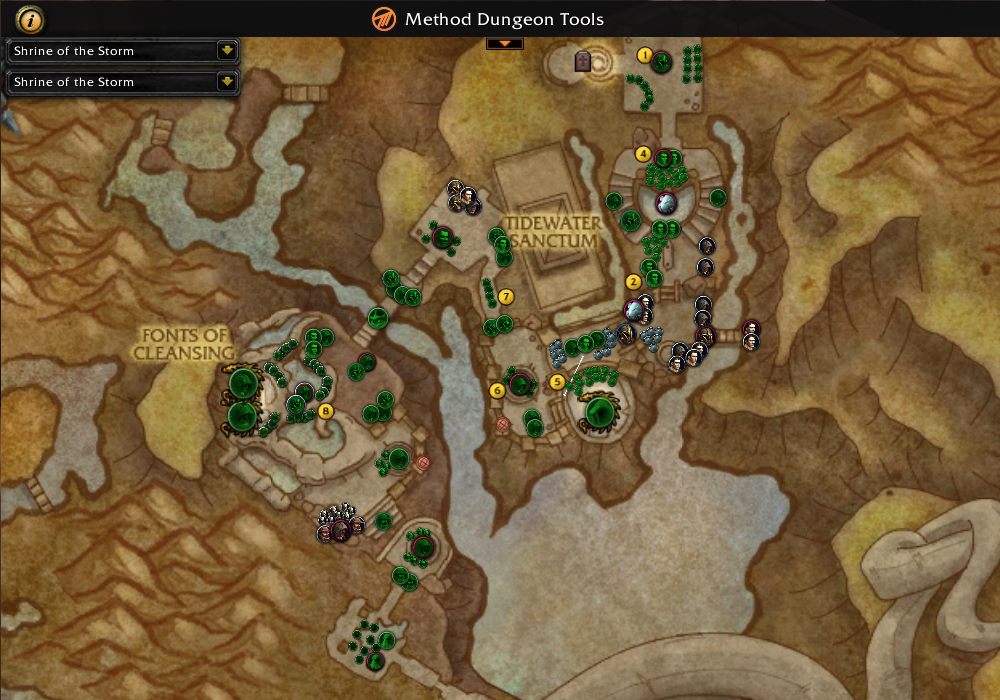 i
Method Dungeon Tools
Shrine of the Storm
Shrine of the Storm
1
4
TIDEWATER
SANCTUM
2
7
FONTS OF
CLEANSING
5
6
8